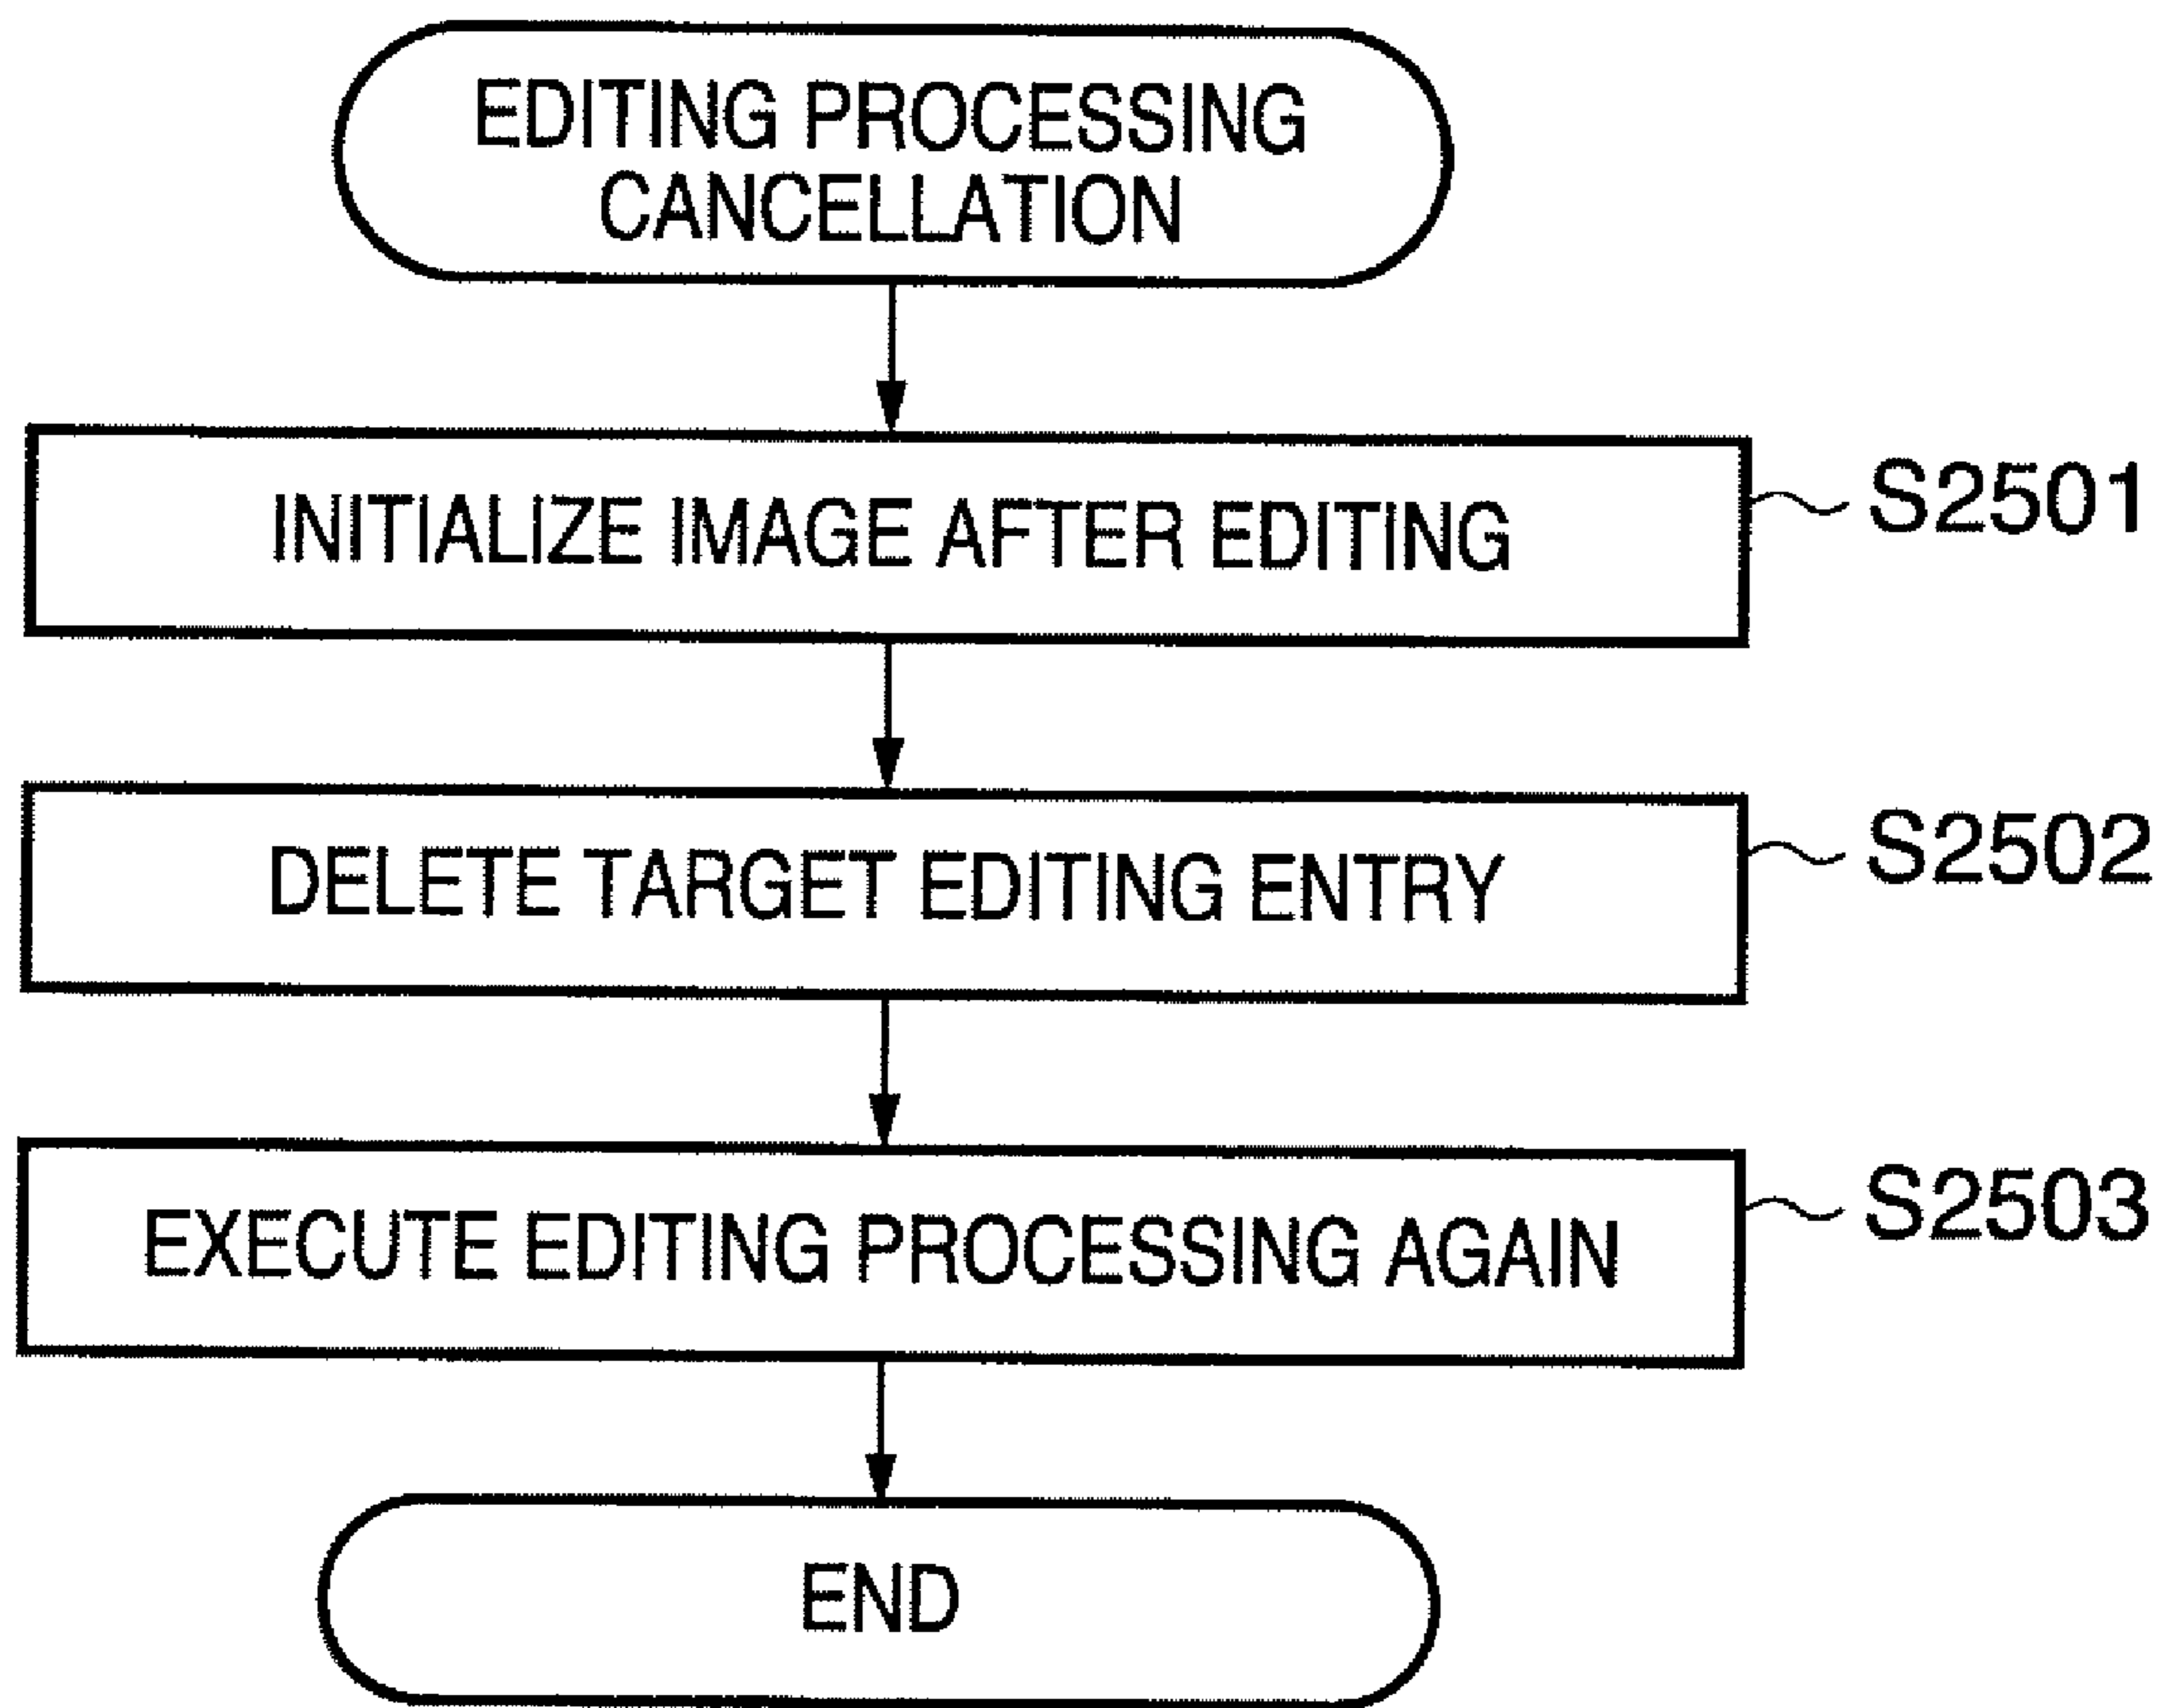 EDITING PROCESSING
CANCELLATION
INITIALIZE IMAGE AFTER EDITING
S2501
DELETE TARGET EDITING ENTRY
S2502
EXECUTE EDITING PROCESSING AGAIN
S2503
END